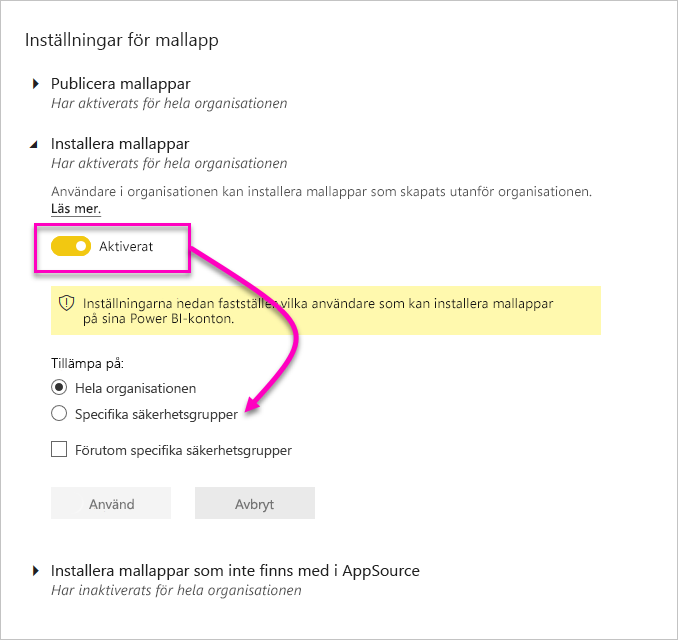 Inställningar för mallapp
Publicera mallappar
Har aktiverats för hela organisationen
Installera mallappar
Har aktiverats för hela organisationen
Användare i organisationen kan installera mallappar som skapats utanför organisationen.
Läs mer.
Aktiverat
Inställningarna nedan fastställer vilka användare som kan installera mallappar
på sina Power BI-konton.
Tillämpa på:
Hela organisationen
Specifika säkerhetsgrupper
Förutom specifika säkerhetsgrupper
Använd
Avbryt
Installera mallappar som inte finns med i AppSource
Har inaktiverats för hela organisationen